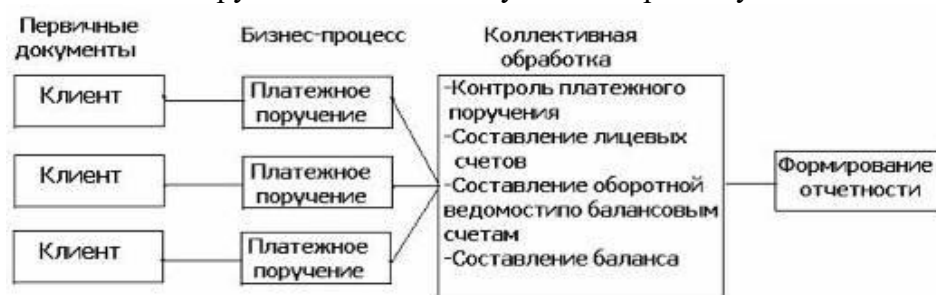 Первичные
документы
Бизнес-процесс
Коллективная
обработка
Клиент
Платежное
поручение
Клиент
Платежное
поручение
Клиент
Платежное
поручение
-Контроль платежного
поручения
-Составление лицевых
счетов
-Составление оборотной
ведомостипо балансовым
счетам
-Составление баланса
Формирование
отчетности